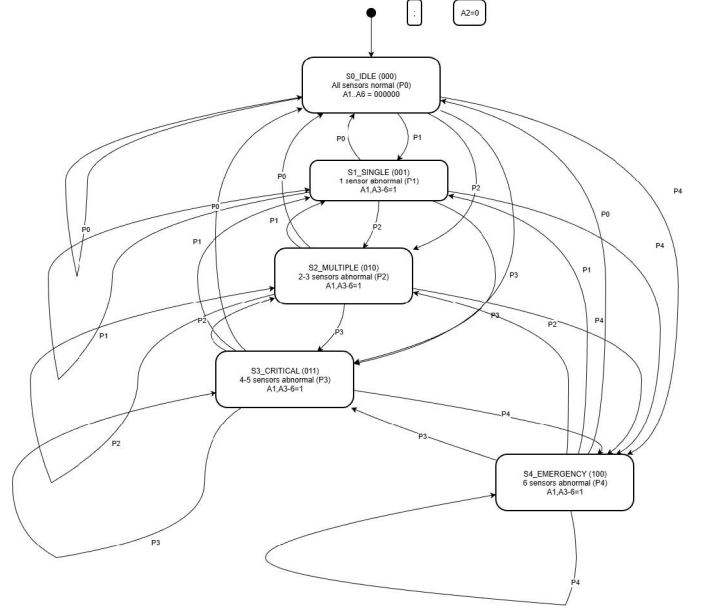 ;
A2=0
S0_IDLE (000)
All sensors normal (P0)
A1..A6 = 000000
P0
P1
S1_SINGLE (001)
1 sensor abnormal (P1)
A1,A3-6=1
P0
P2
P4
P0
P0
P0
P1
P1
P2
P4
S2_MULTIPLE (010)
2-3 sensors abnormal (P2)
A1,A3-6=1
P1
P3
P3
P2
P4
P2
P3
P1
S3_CRITICAL (011)
4-5 sensors abnormal (P3)
A1,A3-6=1
P4
P3
P2
S4_EMERGENCY (100)
6 sensors abnormal (P4)
A1,A3-6=1
P3
P4